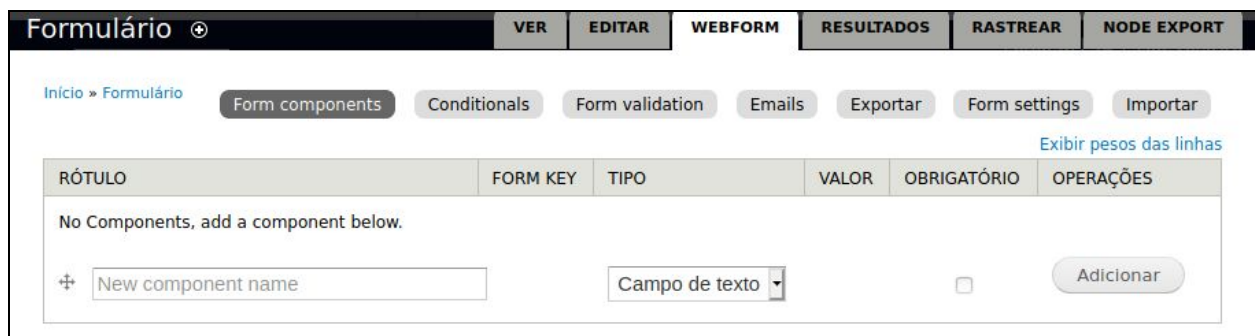 Formulário
VER EDITAR WEBFORM RESULTADOS RASTREAR NODE EXPORT
Início » Formulário
Form components Conditionals Form validation Emails Exportar Form settings Importar
Exibir pesos das linhas
RÓTULO FORM KEY TIPO VALOR OBRIGATÓRIO OPERAÇÕES
No Components, add a component below.
New component name Campo de texto Adicionar